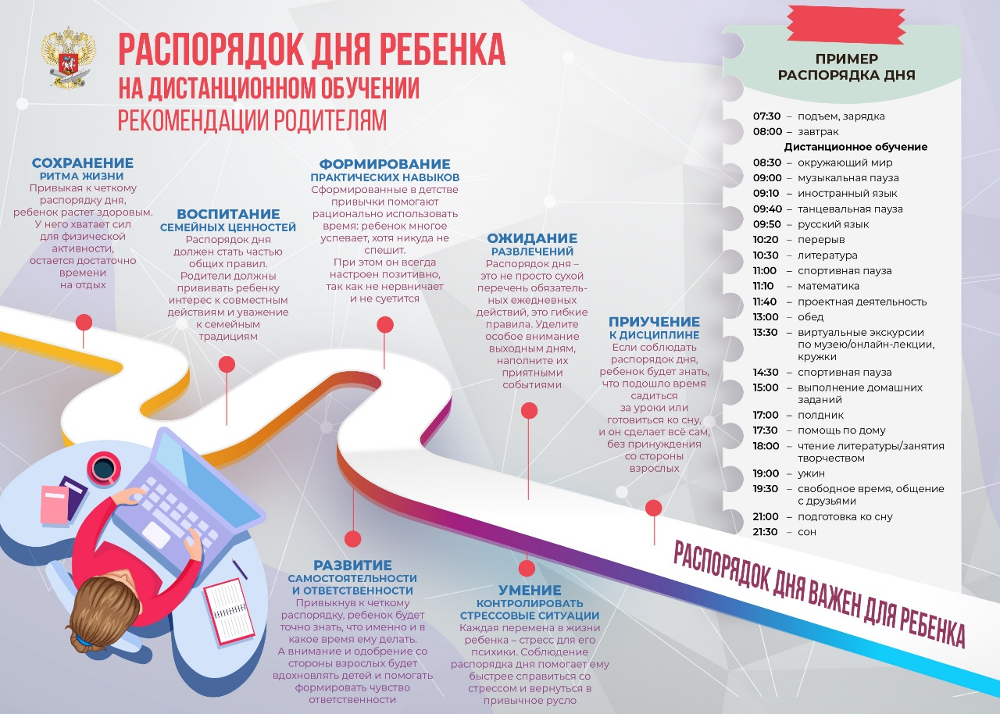 РАСПОРЯДОК ДНЯ РЕБЕНКА
НА ДИСТАНЦИОННОМ ОБУЧЕНИИ
РЕКОМЕНДАЦИИ РОДИТЕЛЯМ
СОХРАНЕНИЕ
РИТМА ЖИЗНИ
Привыкая к четкому
распорядку дня,
ребенок растет здоровым.
У него хватает сил
для физической
активности,
остается достаточно
времени
на отдых
ВОСПИТАНИЕ
СЕМЕЙНЫХ ЦЕННОСТЕЙ
Распорядок дня
должен стать частью
общих правил.
Родители должны
прививать ребенку
интерес к совместным
действиям и уважение
к семейным
традициям
ФОРМИРОВАНИЕ
ПРАКТИЧЕСКИХ НАВЫКОВ
Сформированные в детстве
привычки помогают
рационально использовать
время: ребенок многое
успевает, хотя никуда не
спешит.
При этом он всегда
настроен позитивно,
так как не нервничает
и не суетится
ОЖИДАНИЕ
РАЗВЛЕЧЕНИЙ
Распорядок дня –
это не просто сухой
перечень обязатель-
ных ежедневных
действий, это гибкие
правила. Уделите
особое внимание
выходным дням,
наполните их
приятными
событиями
ПРИУЧЕНИЕ
К ДИСЦИПЛИНЕ
Если соблюдать
распорядок дня,
ребенок будет знать,
что подошло время
садиться
за уроки или
готовиться ко сну,
и он сделает всё сам,
без принуждения
со стороны
взрослых
РАЗВИТИЕ
САМОСТОЯТЕЛЬНОСТИ
И ОТВЕТСТВЕННОСТИ
Привыкнув к четкому
распорядку, ребенок будет
точно знать, что именно и в
какое время ему делать.
А внимание и одобрение со
стороны взрослых будет
вдохновлять детей и помогать
формировать чувство
ответственности
УМЕНИЕ
КОНТРОЛИРОВАТЬ
СТРЕССОВЫЕ СИТУАЦИИ
Каждая перемена в жизни
ребенка – стресс для его
психики. Соблюдение
распорядка дня помогает ему
быстрее справиться со
стрессом и вернуться в
привычное русло
ПРИМЕР
РАСПОРЯДКА ДНЯ
07:30 – подъем, зарядка
08:00 – завтрак
Дистанционное обучение
08:30 – окружающий мир
09:00 – музыкальная пауза
09:10 – иностранный язык
09:40 – танцевальная пауза
09:50 – русский язык
10:20 – перерыв
10:30 – литература
11:00 – спортивная пауза
11:10 – математика
11:40 – проектная деятельность
13:00 – обед
13:30 – виртуальные экскурсии
по музею/онлайн-лекции,
кружки
14:30 – спортивная пауза
15:00 – выполнение домашних
заданий
17:00 – полдник
17:30 – помощь по дому
18:00 – чтение литературы/занятия
творчеством
19:00 – ужин
19:30 – свободное время, общение
с друзьями
21:00 – подготовка ко сну
21:30 – сон
РАСПОРЯДОК ДНЯ ВАЖЕН ДЛЯ РЕБЕНКА